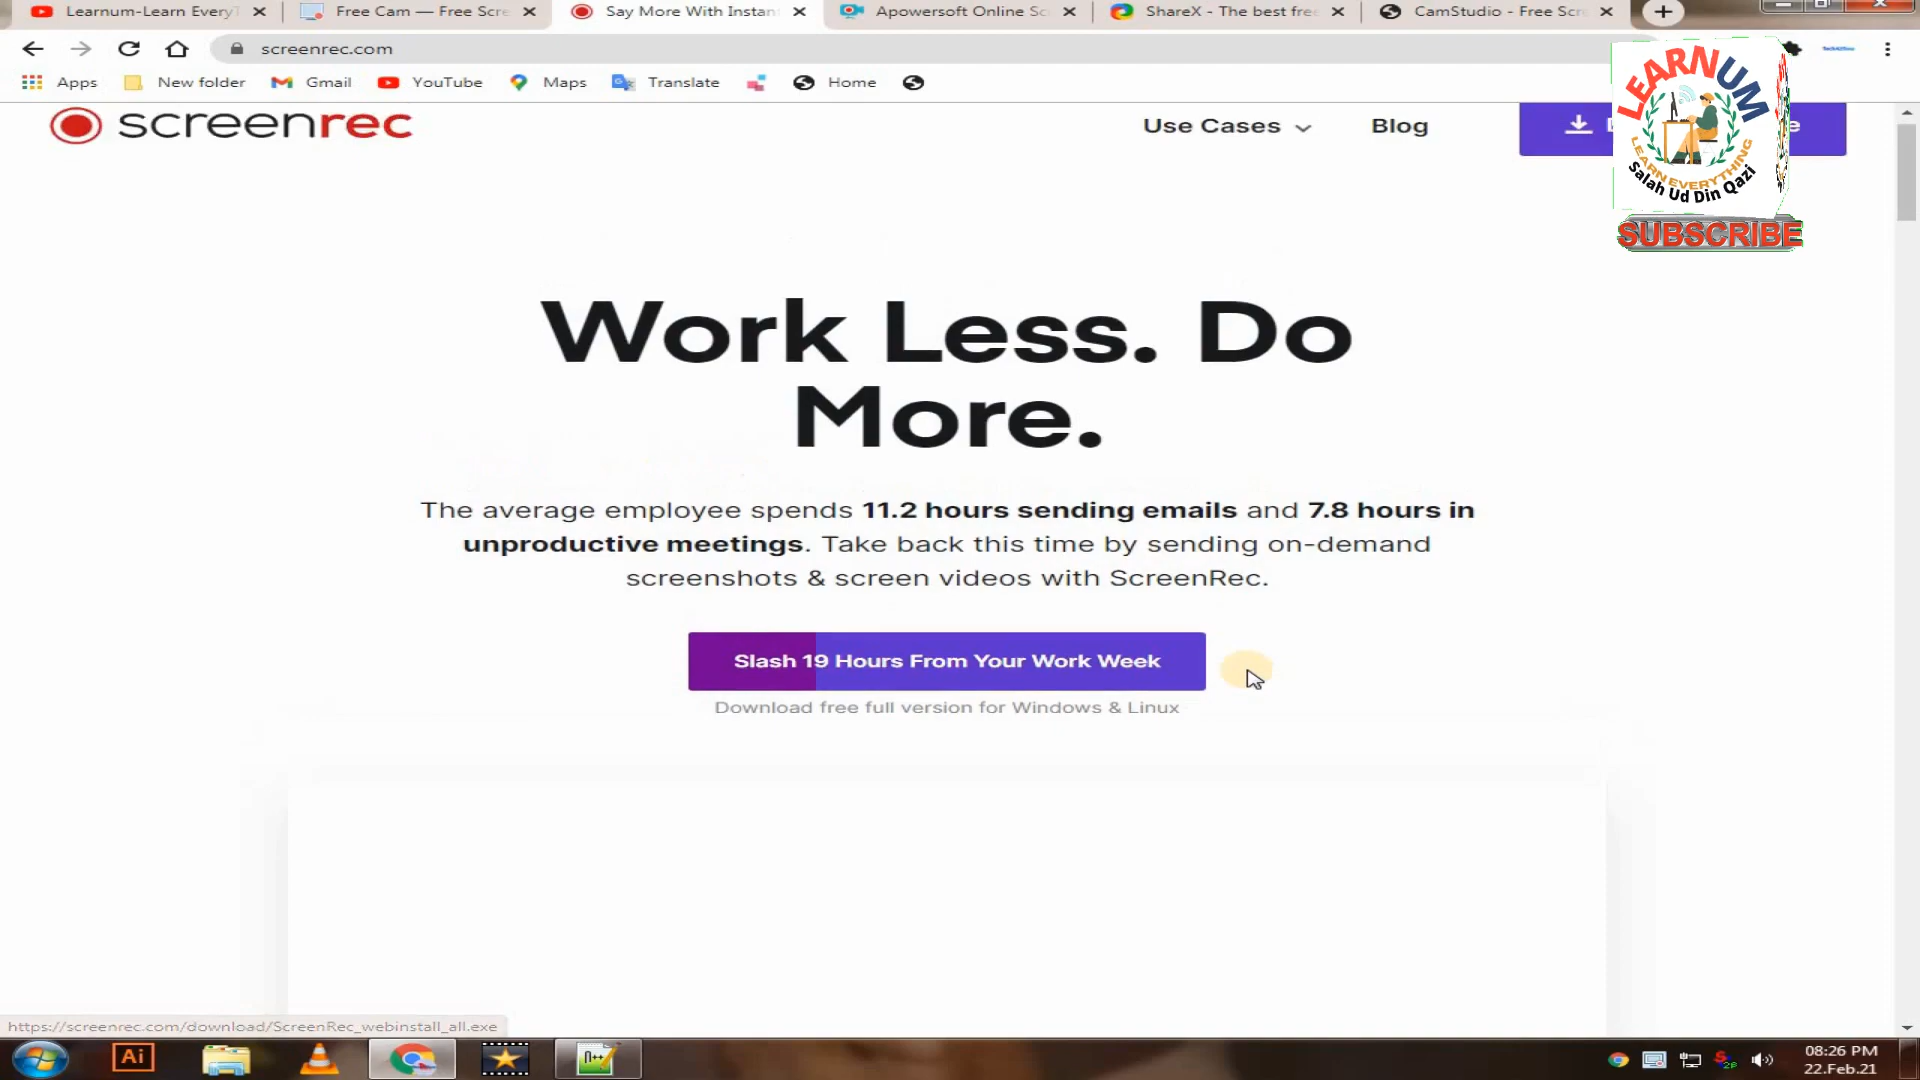 Learnum-Learn Every
Free Cam — Free Scre
Say More With Instan
Apowersoft Online Sc
ShareX - The best fre
CamStudio - Free Scr
screenrec.com
Apps
New folder
Gmail
YouTube
Maps
Translate
Home
screenrec
Use Cases
Blog
LEARNUM
LEARN EVERYTHING
Salah Ud Din Qazi
SUBSCRIBE
Work Less. Do
More.
The average employee spends 11.2 hours sending emails and 7.8 hours in
unproductive meetings. Take back this time by sending on-demand
screenshots & screen videos with ScreenRec.
Slash 19 Hours From Your Work Week
Download free full version for Windows & Linux
https://screenrec.com/download/ScreenRec_webinstall_all.exe
Ai
08:26 PM
22.Feb.21